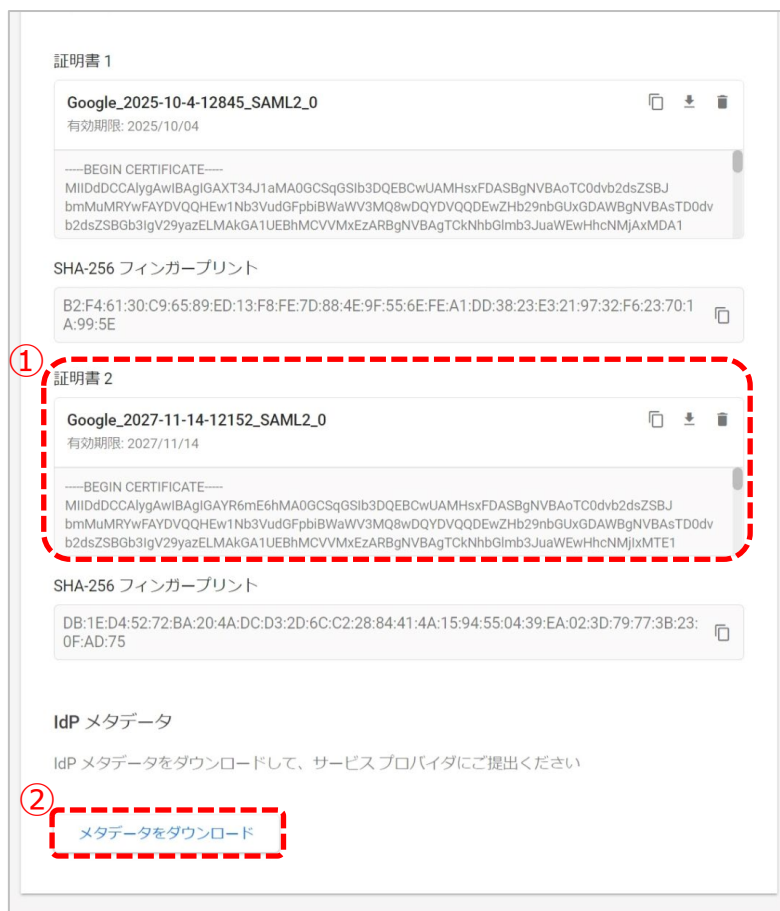 証明書 1
Google_2025-10-4-12845_SAML2_0
有効期限: 2025/10/04
-----BEGIN CERTIFICATE-----
MIIDdDCCAlygAwIBAgIGAXT34J1aMA0GCSqGSIb3DQEBCwUAMHsxFDASBgNVBAoTC0dvb2dsZSBJ
bmMuMRYwFAYDVQQHEw1Nb3VudGFpbiBWaWV3MQ8wDQYDVQQDEwZHb29nbGUxGDAWBgNVBAsTD0dv
b2dsZSBGb3IgV29yazELMAkGA1UEBhMCVVMxEzARBgNVBAgTCkNhbGlmb3JuaWEwHhcNMjAxMDA1
SHA-256 フィンガープリント
B2:F4:61:30:C9:65:89:ED:13:F8:FE:7D:88:4E:9F:55:6E:FE:A1:DD:38:23:E3:21:97:32:F6:23:70:1
A:99:5E
①
証明書 2
Google_2027-11-14-12152_SAML2_0
有効期限: 2027/11/14
-----BEGIN CERTIFICATE-----
MIIDdDCCAlygAwIBAgIGAYR6mE6hMA0GCSqGSIb3DQEBCwUAMHsxFDASBgNVBAoTC0dvb2dsZSBJ
bmMuMRYwFAYDVQQHEw1Nb3VudGFpbiBWaWV3MQ8wDQYDVQQDEwZHb29nbGUxGDAWBgNVBAsTD0dv
b2dsZSBGb3IgV29yazELMAkGA1UEBhMCVVMxEzARBgNVBAgTCkNhbGlmb3JuaWEwHhcNMjIxMTE1
SHA-256 フィンガープリント
DB:1E:D4:52:72:BA:20:4A:DC:D3:2D:6C:C2:28:84:41:4A:15:94:55:04:39:EA:02:3D:79:77:3B:23:
0F:AD:75
IdP メタデータ
IdP メタデータをダウンロードして、サービス プロバイダにご提出ください
②
メタデータをダウンロード